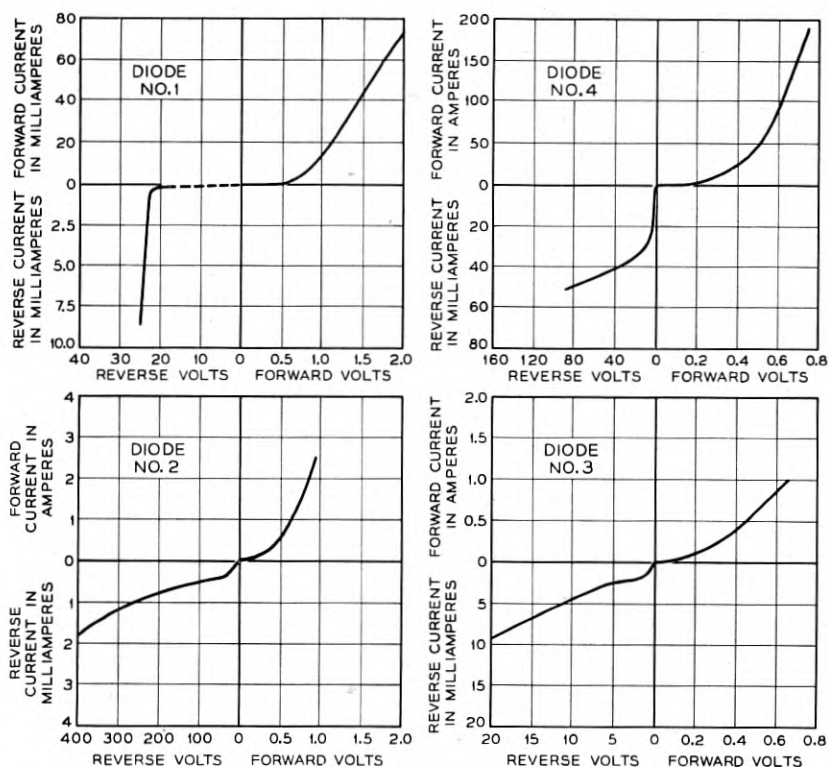 FORWARD CURRENT
IN MILLIAMPERES
REVERSE CURRENT
IN MILLIAMPERES
80
60
40
20
0
2.5
5.0
7.5
10.0
DIODE
NO.1
40 30 20 10 0 0.5 1.0 1.5 2.0
REVERSE VOLTS FORWARD VOLTS
FORWARD CURRENT
IN AMPERES
REVERSE CURRENT
IN MILLIAMPERES
200
150
100
50
0
20
40
60
80
DIODE
NO.4
160 120 80 40 0 0.2 0.4 0.6 0.8
REVERSE VOLTS FORWARD VOLTS
FORWARD
CURRENT IN
AMPERES
REVERSE
CURRENT IN
MILLIAMPERES
4
3
2
1
0
1
2
3
4
DIODE
NO.2
400 300 200 100 0 0.5 1.0 1.5 2.0
REVERSE VOLTS FORWARD VOLTS
FORWARD CURRENT
IN AMPERES
REVERSE CURRENT
IN MILLIAMPERES
2.0
1.5
1.0
0.5
0
5
10
15
20
DIODE
NO.3
20 15 10 5 0 0.2 0.4 0.6 0.8
REVERSE VOLTS FORWARD VOLTS